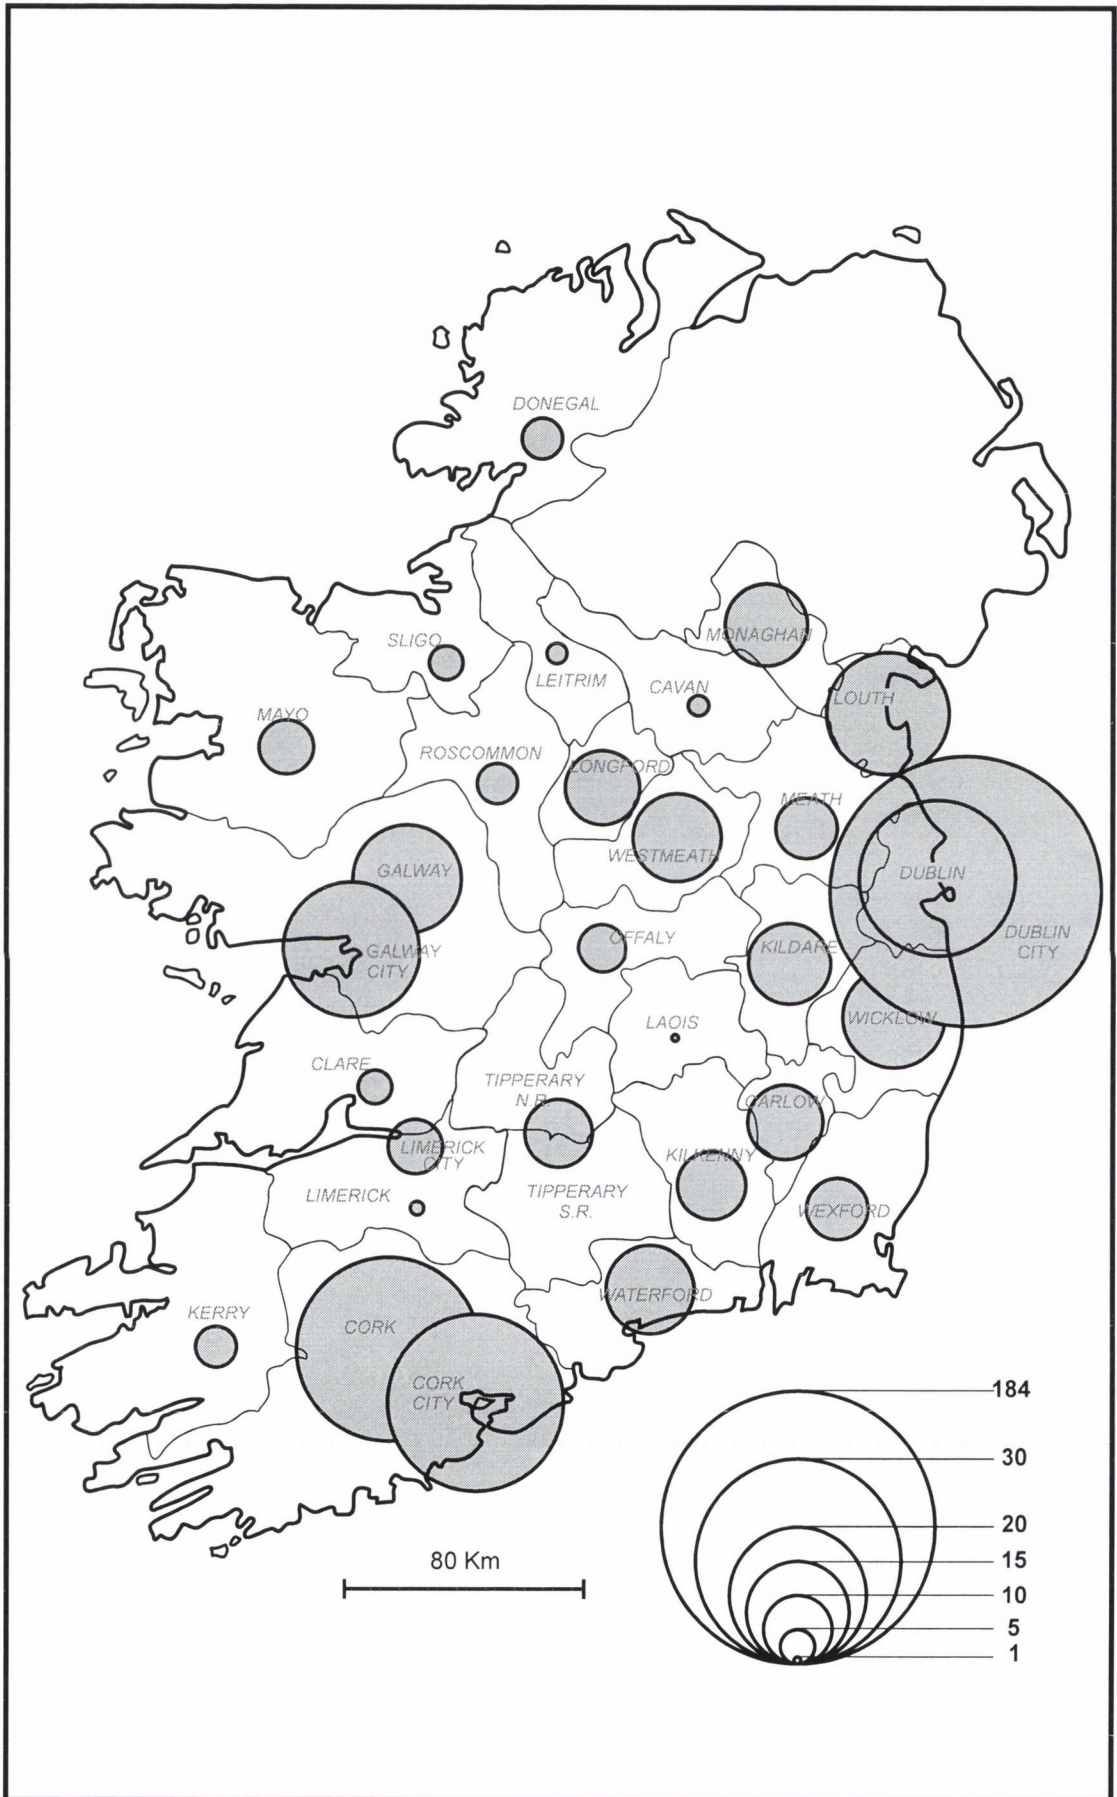 DONEGAL
MONAGHAN
SLIGO
LEITRIM
CAVAN
LOUTH
MAYO
ROSCOMMON
LONGFORD
MEATH
WESTMEATH
GALWAY
DUBLIN
GALWAY
CITY
OFFALY
KILDARE
DUBLIN
CITY
LAOIS
WICKLOW
CLARE
TIPPERARY
N.R.
CARLOW
LIMERICK
CITY
KILKENNY
LIMERICK
TIPPERARY
S.R.
WEXFORD
WATERFORD
KERRY
CORK
CORK
CITY
184
30
20
15
10
5
1
80 Km